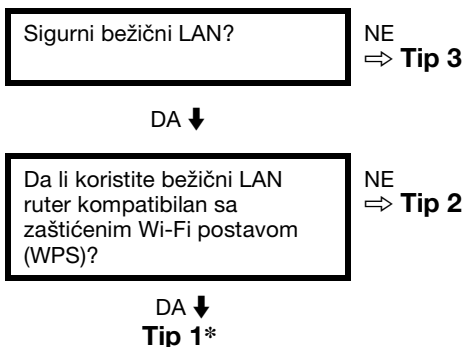 Sigurni bežični LAN?
NE
⇨ Tip 3
DA ⬇
Da li koristite bežični LAN
ruter kompatibilan sa
zaštićenim Wi-Fi postavom
(WPS)?
NE
⇨ Tip 2
DA ⬇
Tip 1*